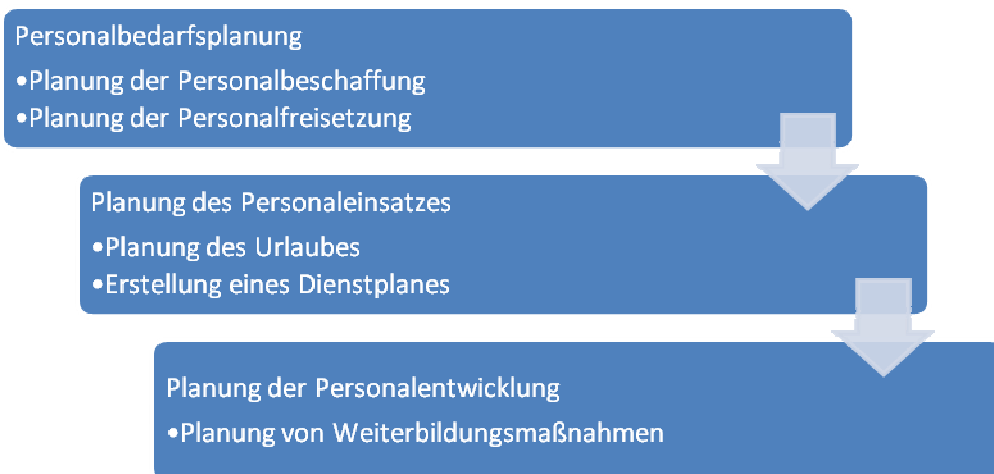 Personalbedarfsplanung
•Planung der Personalbeschaffung
•Planung der Personalfreisetzung
Planung des Personaleinsatzes
•Planung des Urlaubes
•Erstellung eines Dienstplanes
Planung der Personalentwicklung
•Planung von Weiterbildungsmaßnahmen